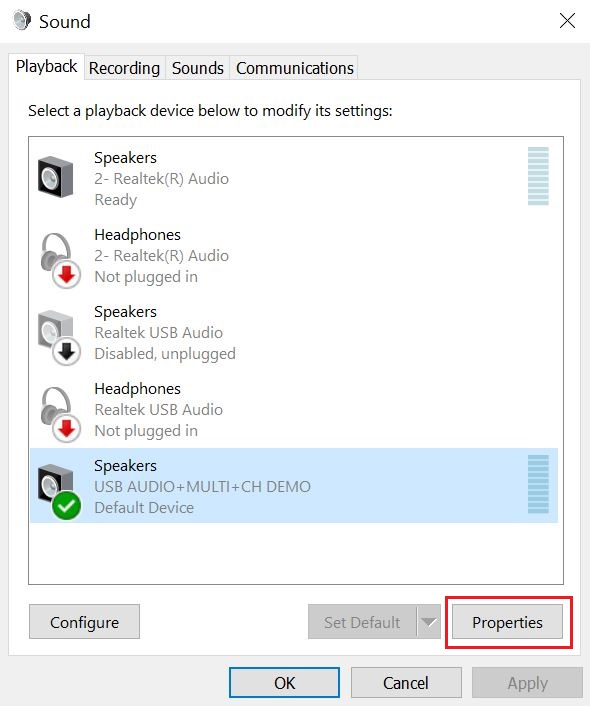 Sound
Playback Recording Sounds Communications
Select a playback device below to modify its settings:
Speakers
2- Realtek(R) Audio
Ready
Headphones
2- Realtek(R) Audio
Not plugged in
Speakers
Realtek USB Audio
Disabled, unplugged
Headphones
Realtek USB Audio
Not plugged in
Speakers
USB AUDIO+MULTI+CH DEMO
Default Device
Configure Set Default Properties
OK Cancel Apply